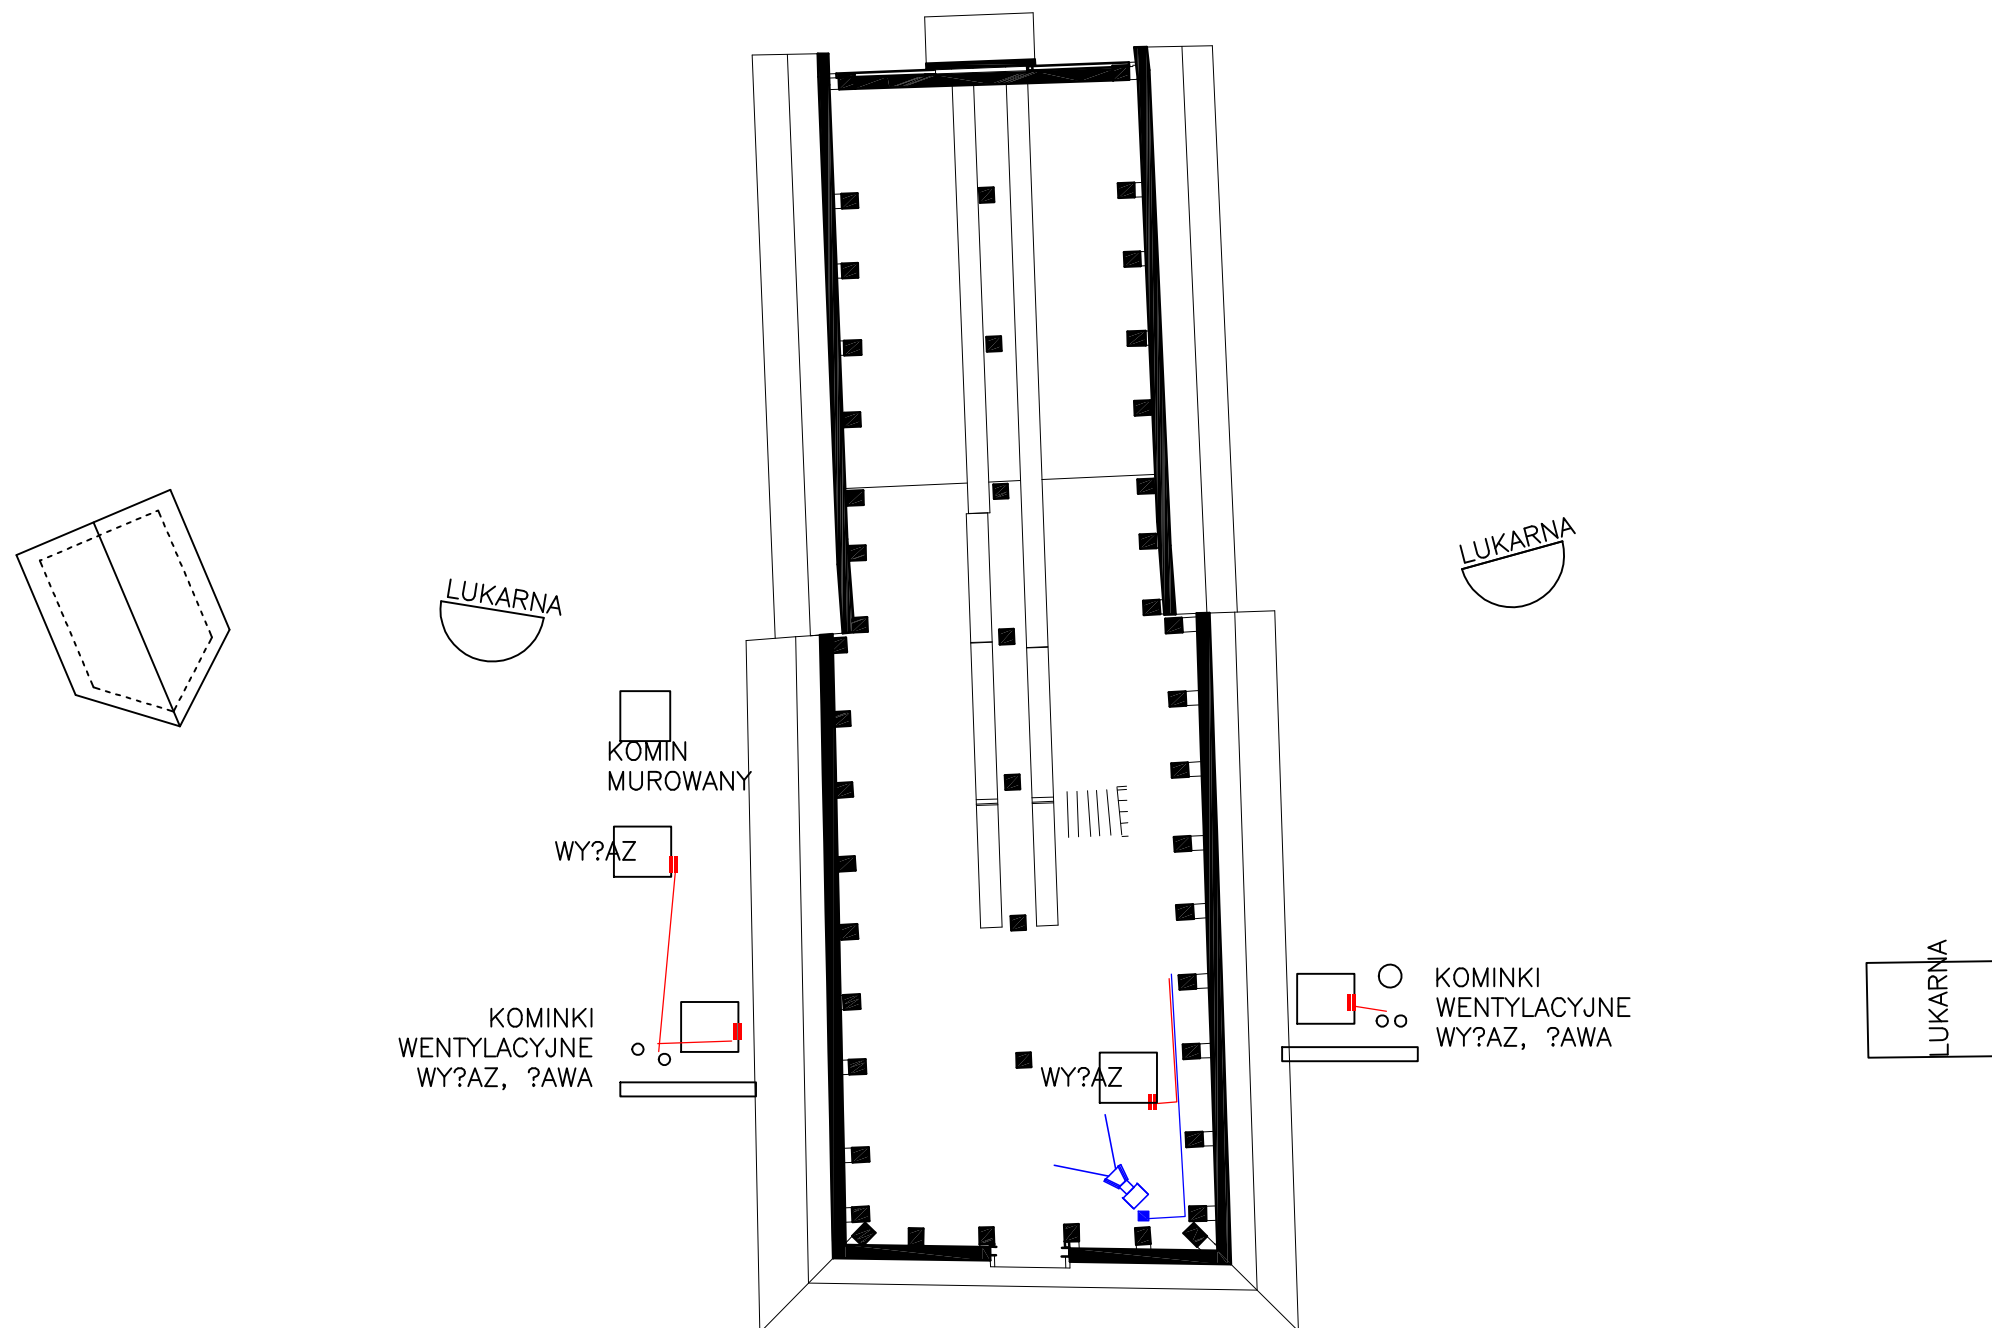 LUKARNA
LUKARNA
KOMIN
MUROWANY
WY?AZ
KOMINKI
WENTYLACYJNE
WY?AZ, ?AWA
WY?AZ
KOMINKI
WENTYLACYJNE
WY?AZ, ?AWA
LUKARNA